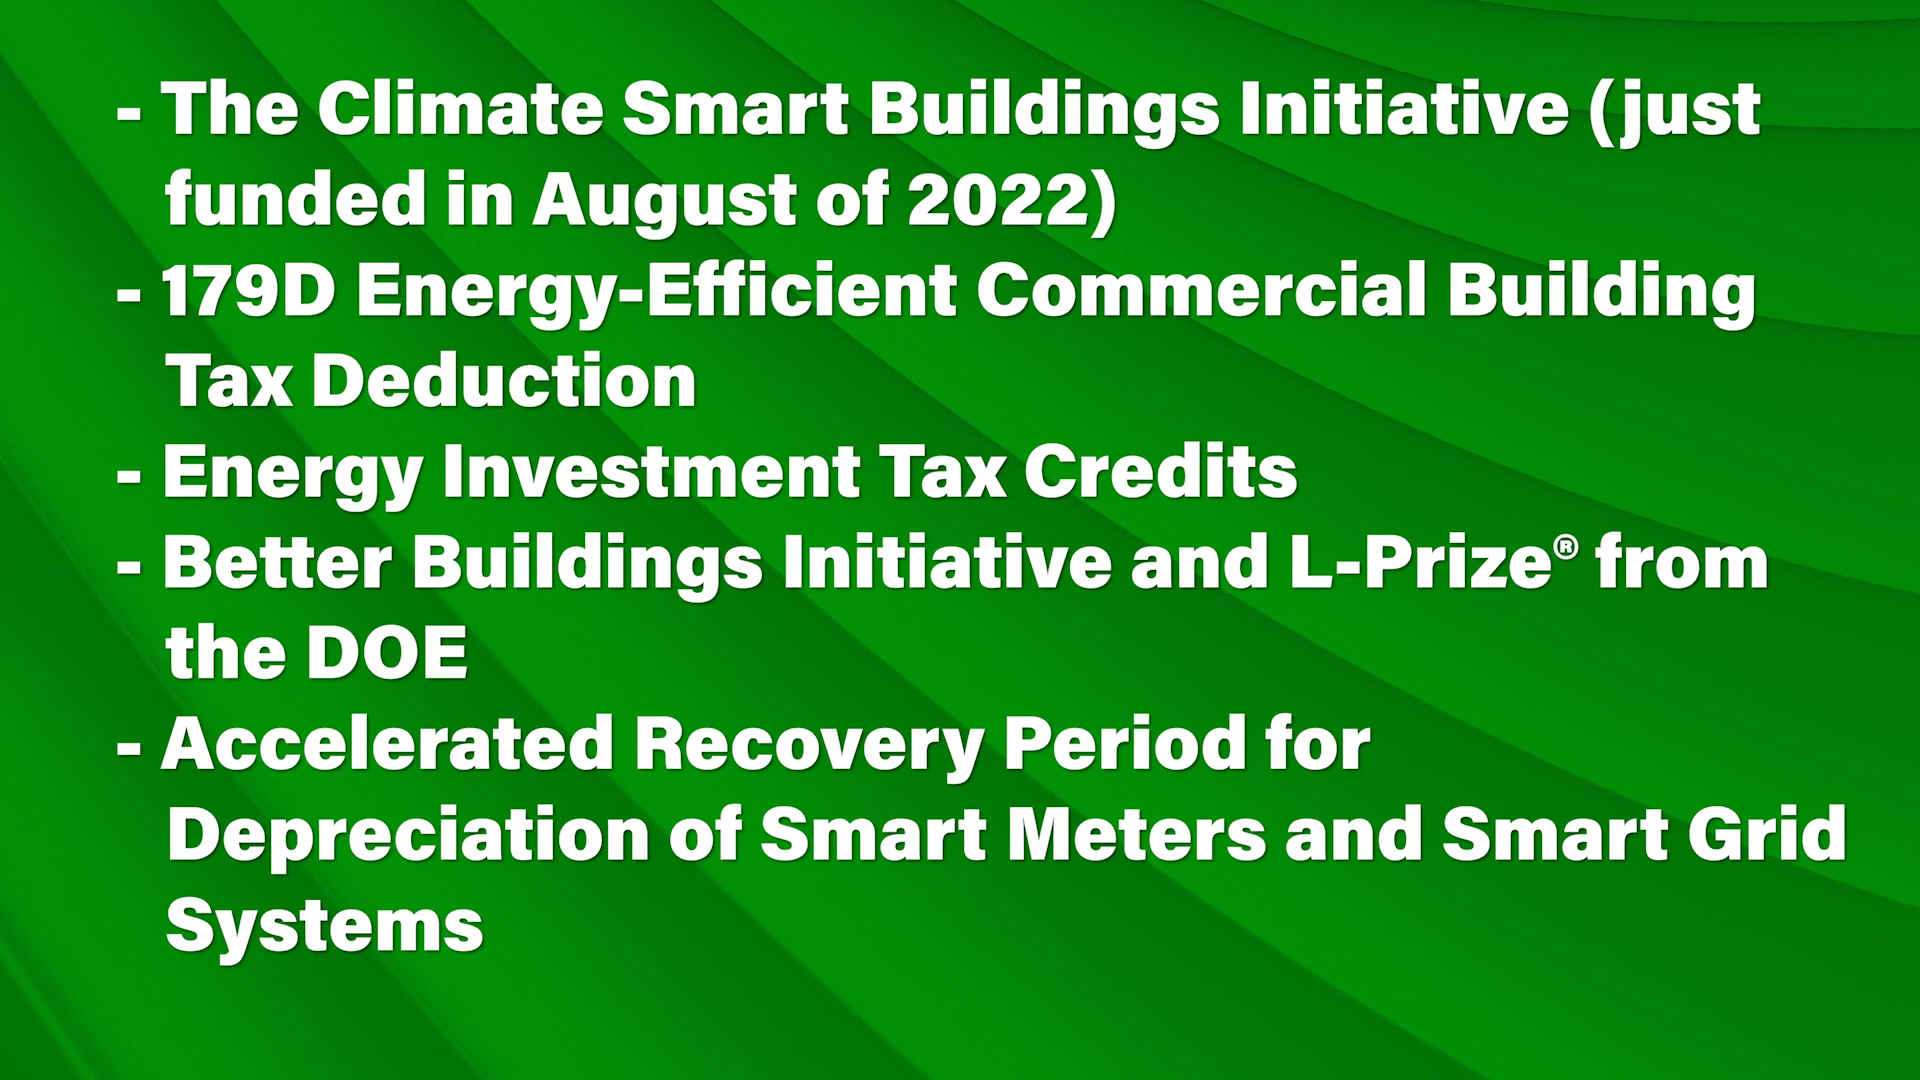 - The Climate Smart Buildings Initiative (just
funded in August of 2022)
- 179D Energy-Efficient Commercial Building
Tax Deduction
- Energy Investment Tax Credits
- Better Buildings Initiative and L-Prize® from
the DOE
- Accelerated Recovery Period for
Depreciation of Smart Meters and Smart Grid
Systems